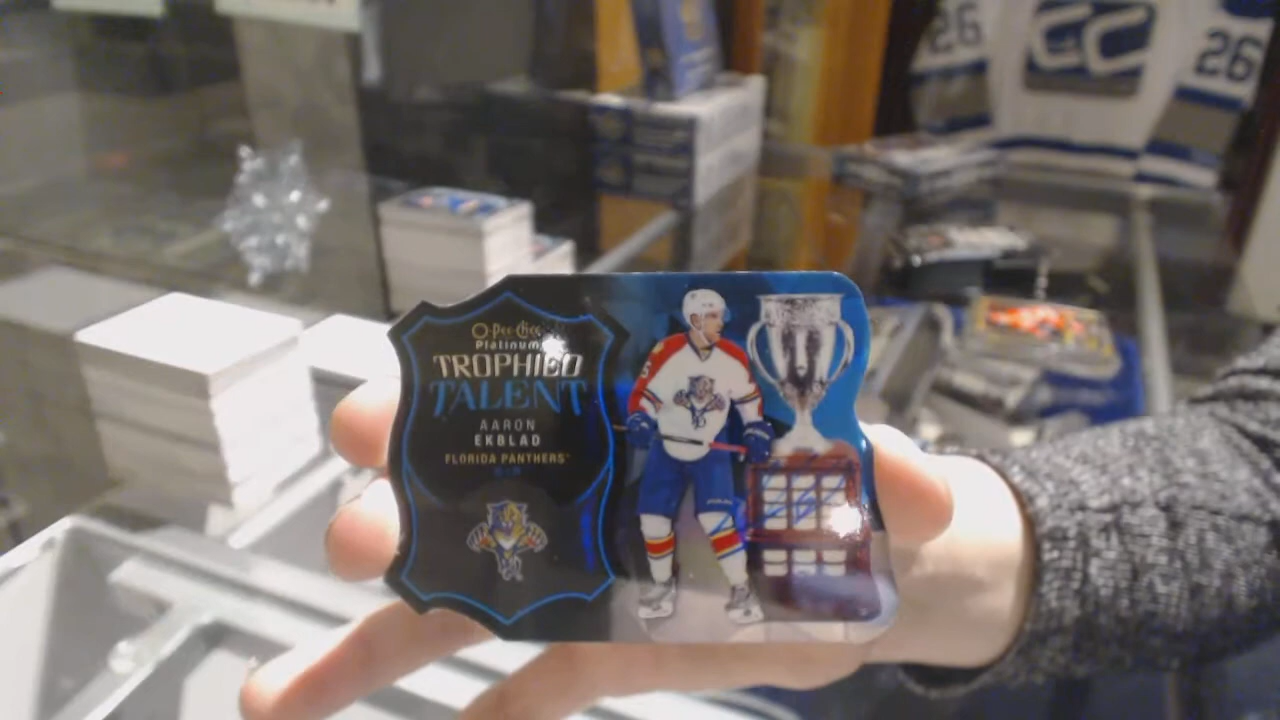 26
26
O-Pee-Chee
Platinum
TROPHIED
TALENT
AARON
EKBLAD
FLORIDA PANTHERS